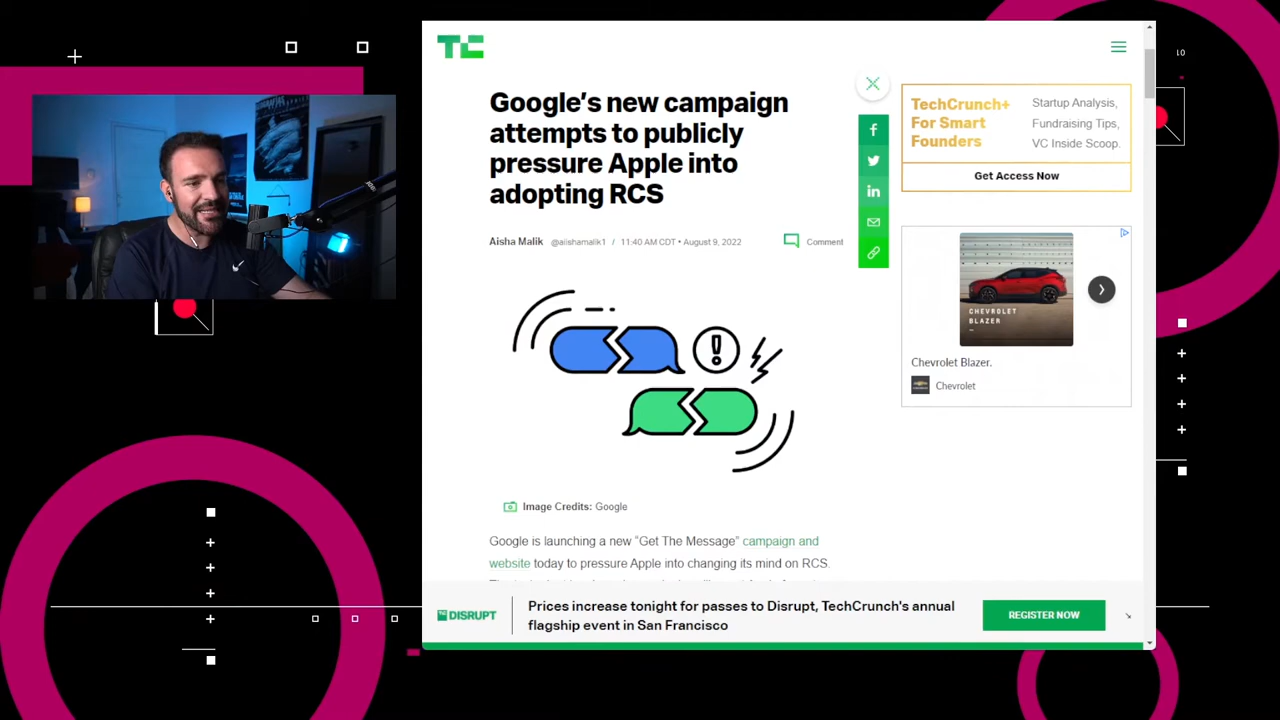 TC
Google's new campaign
attempts to publicly
pressure Apple into
adopting RCS
Aisha Malik @aiishamalik1 / 11:40 AM CDT • August 9, 2022
Comment
TechCrunch+
For Smart
Founders
Startup Analysis,
Fundraising Tips,
VC Inside Scoop.
Get Access Now
CHEVROLET
BLAZER
Chevrolet Blazer.
Chevrolet
Image Credits: Google
Google is launching a new “Get The Message” campaign and
website today to pressure Apple into changing its mind on RCS.
TC DISRUPT
Prices increase tonight for passes to Disrupt, TechCrunch's annual
flagship event in San Francisco
REGISTER NOW
10